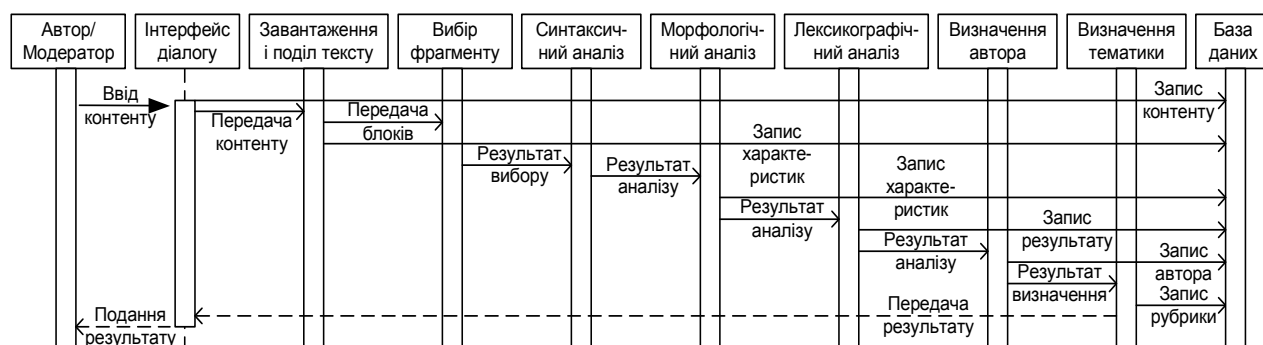 Автор/
Модератор
Інтерфейс
діалогу
Завантаження
і поділ тексту
Вибір
фрагменту
Синтаксич-
ний аналіз
Морфологіч-
ний аналіз
Лексикографіч-
ний аналіз
Визначення
автора
Визначення
тематики
База
даних
Ввід
контенту
Запис
контенту
Передача
контенту
Передача
блоків
Запис
характе-
ристик
Результат
вибору
Результат
аналізу
Запис
характе-
ристик
Результат
аналізу
Запис
результату
Результат
аналізу
Запис
автора
Результат
визначення
Запис
рубрики
Передача
результату
Подання
результату